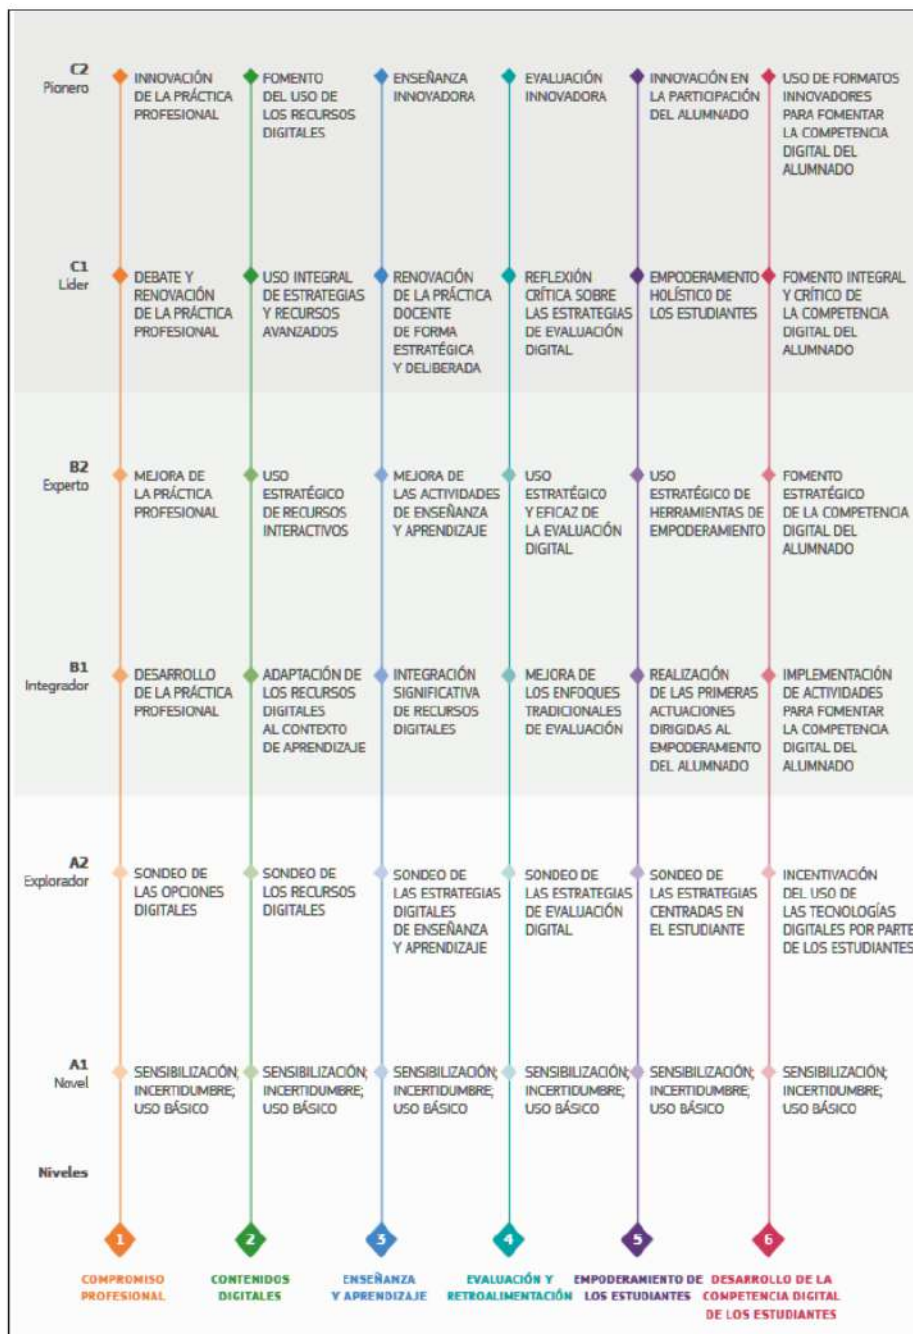 C2
Pionero
INNOVACIÓN
DE LA PRÁCTICA
PROFESIONAL
FOMENTO
DEL USO DE
LOS RECURSOS
DIGITALES
ENSEÑANZA
INNOVADORA
EVALUACIÓN
INNOVADORA
INNOVACIÓN EN
LA PARTICIPACIÓN
DEL ALUMNADO
USO DE FORMATOS
INNOVADORES
PARA FOMENTAR
LA COMPETENCIA
DIGITAL DEL
ALUMNADO
C1
Líder
DEBATE Y
RENOVACIÓN
DE LA PRÁCTICA
PROFESIONAL
USO INTEGRAL
DE ESTRATEGIAS
Y RECURSOS
AVANZADOS
RENOVACIÓN
DE LA PRÁCTICA
DOCENTE
DE FORMA
ESTRATÉGICA
Y DELIBERADA
REFLEXIÓN
CRÍTICA SOBRE
LAS ESTRATEGIAS
DE EVALUACIÓN
DIGITAL
EMPODERAMIENTO
HOLÍSTICO DE
LOS ESTUDIANTES
FOMENTO INTEGRAL
Y CRÍTICO DE
LA COMPETENCIA
DIGITAL DEL
ALUMNADO
B2
Experto
MEJORA DE
LA PRÁCTICA
PROFESIONAL
USO
ESTRATÉGICO
DE RECURSOS
INTERACTIVOS
MEJORA DE
LAS ACTIVIDADES
DE ENSEÑANZA
Y APRENDIZAJE
USO
ESTRATÉGICO
Y EFICAZ DE
LA EVALUACIÓN
DIGITAL
USO
ESTRATÉGICO DE
HERRAMIENTAS DE
EMPODERAMIENTO
FOMENTO
ESTRATÉGICO
DE LA COMPETENCIA
DIGITAL DEL
ALUMNADO
B1
Integrador
DESARROLLO
DE LA PRÁCTICA
PROFESIONAL
ADAPTACIÓN DE
LOS RECURSOS
DIGITALES
AL CONTEXTO
DE APRENDIZAJE
INTEGRACIÓN
SIGNIFICATIVA
DE RECURSOS
DIGITALES
MEJORA DE
LOS ENFOQUES
TRADICIONALES
DE EVALUACIÓN
REALIZACIÓN
DE LAS PRIMERAS
ACTUACIONES
DIRIGIDAS AL
EMPODERAMIENTO
DEL ALUMNADO
IMPLEMENTACIÓN
DE ACTIVIDADES
PARA FOMENTAR
LA COMPETENCIA
DIGITAL DEL
ALUMNADO
A2
Explorador
SONDEO DE
LAS OPCIONES
DIGITALES
SONDEO DE
LOS RECURSOS
DIGITALES
SONDEO DE
LAS ESTRATEGIAS
DIGITALES
DE ENSEÑANZA
Y APRENDIZAJE
SONDEO DE
LAS ESTRATEGIAS
DE EVALUACIÓN
DIGITAL
SONDEO DE
LAS ESTRATEGIAS
CENTRADAS EN
EL ESTUDIANTE
INCENTIVACIÓN
DEL USO DE
LAS TECNOLOGÍAS
DIGITALES POR PARTE
DE LOS ESTUDIANTES
A1
Novel
SENSIBILIZACIÓN;
INCERTIDUMBRE;
USO BÁSICO
SENSIBILIZACIÓN;
INCERTIDUMBRE;
USO BÁSICO
SENSIBILIZACIÓN;
INCERTIDUMBRE;
USO BÁSICO
SENSIBILIZACIÓN;
INCERTIDUMBRE;
USO BÁSICO
SENSIBILIZACIÓN;
INCERTIDUMBRE;
USO BÁSICO
SENSIBILIZACIÓN;
INCERTIDUMBRE;
USO BÁSICO
Niveles
1
COMPROMISO
PROFESIONAL
2
CONTENIDOS
DIGITALES
3
ENSEÑANZA
Y APRENDIZAJE
4
EVALUACIÓN Y
RETROALIMENTACIÓN
5
EMPODERAMIENTO DE
LOS ESTUDIANTES
6
DESARROLLO DE LA
COMPETENCIA DIGITAL
DE LOS ESTUDIANTES